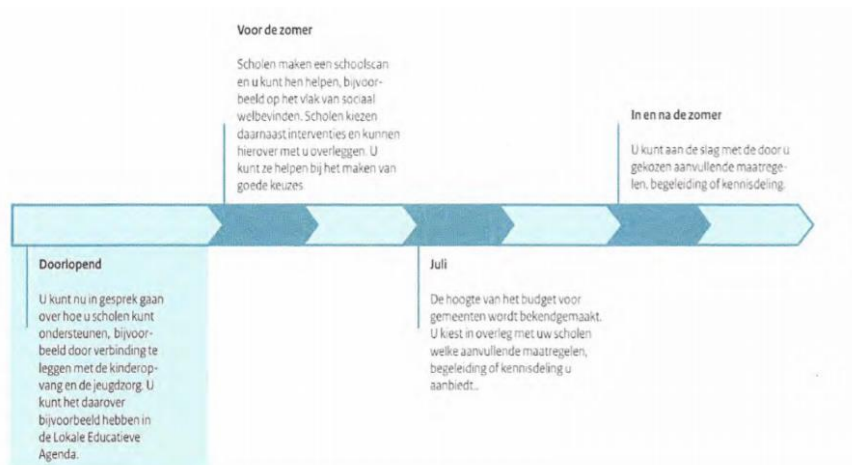 Voor de zomer
Scholen maken een schoolscan
en u kunt hen helpen, bijvoor-
beeld op het vlak van sociaal
welbevinden. Scholen kiezen
daarnaast interventies en kunnen
hierover met u overleggen. U
kunt ze helpen bij het maken van
goede keuzes.
In en na de zomer
U kunt aan de slag met de door u
gekozen aanvullende maatrege-
len, begeleiding of kennisdeling.
Doorlopend
U kunt nu in gesprek gaan
over hoe u scholen kunt
ondersteunen, bijvoor-
beeld door verbinding te
leggen met de kinderop-
vang en de jeugdzorg. U
kunt het daarover
bijvoorbeeld hebben in
de Lokale Educatieve
Agenda.
Juli
De hoogte van het budget voor
gemeenten wordt bekendgemaakt.
U kiest in overleg met uw scholen
welke aanvullende maatregelen,
begeleiding of kennisdeling u
aanbiedt..